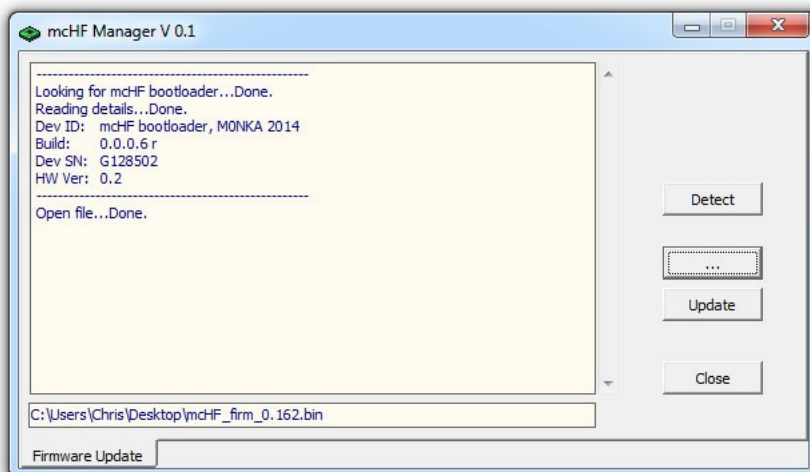 mcHF Manager V 0.1
--------------------------------------------------
Looking for mcHF bootloader...Done.
Reading details...Done.
Dev ID: mcHF bootloader, M0NKA 2014
Build: 0.0.0.6 r
Dev SN: G128502
HW Ver: 0.2
--------------------------------------------------
Open file...Done.
Detect
...
Update
Close
C:\Users\Chris\Desktop\mcHF_firm_0.162.bin
Firmware Update